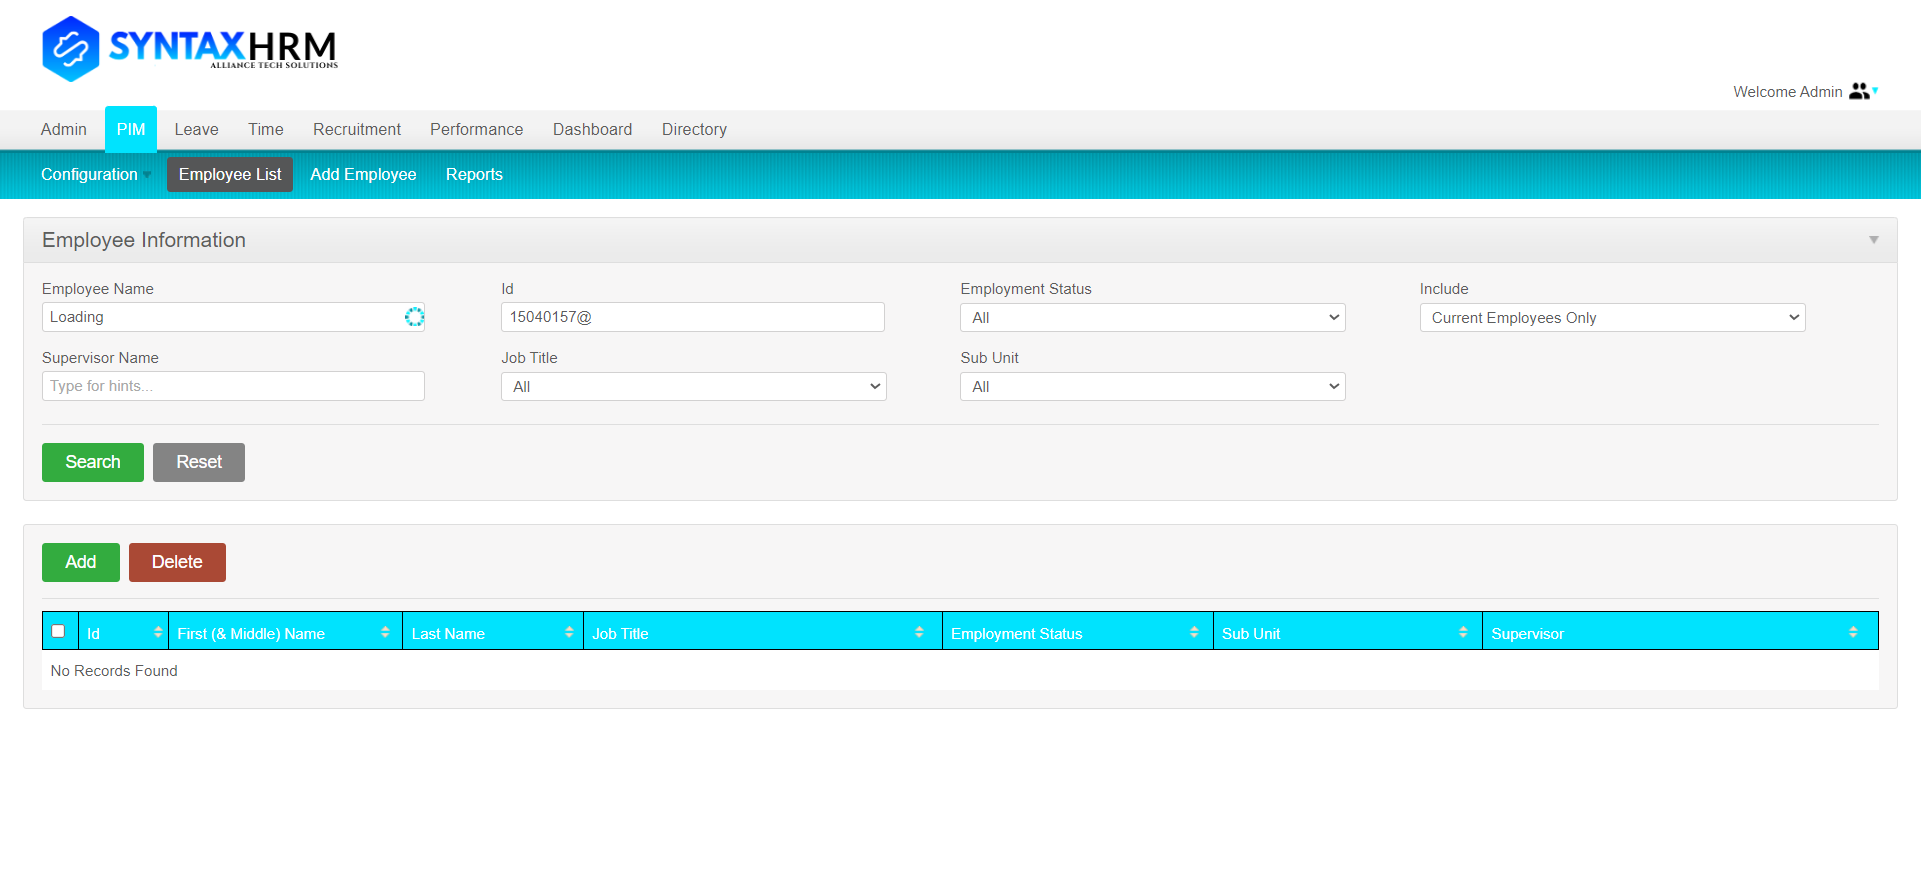 SYNTAXHRM
ALLIANCE TECH SOLUTIONS
Welcome Admin
Admin PIM Leave Time Recruitment Performance Dashboard Directory
Configuration Employee List Add Employee Reports
Employee Information
Employee Name Id Employment Status Include
Loading 15040157@ All Current Employees Only
Supervisor Name Job Title Sub Unit
Type for hints... All All
Search Reset
Add Delete
Id First (& Middle) Name Last Name Job Title Employment Status Sub Unit Supervisor
No Records Found